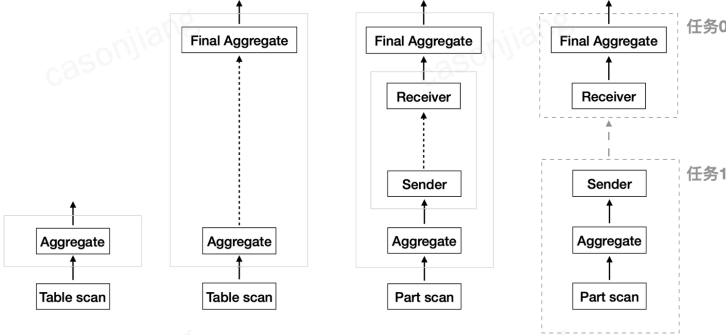 Final Aggregate
Final Aggregate
Final Aggregate
任务0
Receiver
Receiver
Sender
Sender
任务1
Aggregate
Aggregate
Aggregate
Aggregate
Table scan
Table scan
Part scan
Part scan
casonjiang
casonjiang